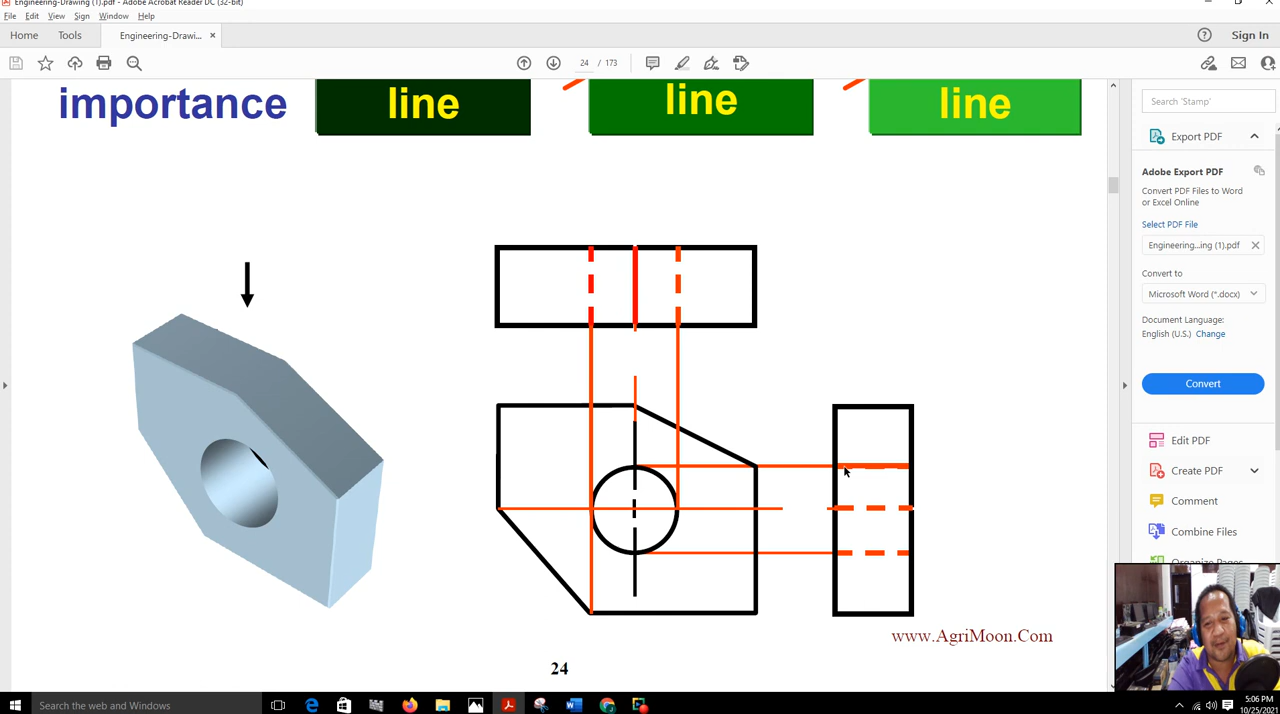 Engineering-Drawing (1).pdf - Adobe Acrobat Reader DC (32-bit)
File Edit View Sign Window Help
Home Tools Engineering-Drawi... × Sign In
24 / 173
importance line line line
www.AgriMoon.Com
24
Search 'Stamp'
Export PDF
Adobe Export PDF
Convert PDF Files to Word
or Excel Online
Select PDF File
Engineering...ing (1).pdf
Convert to
Microsoft Word (*.docx)
Document Language:
English (U.S.) Change
Convert
Edit PDF
Create PDF
Comment
Combine Files
Organize Pages
Search the web and Windows
5:06 PM
10/25/2021